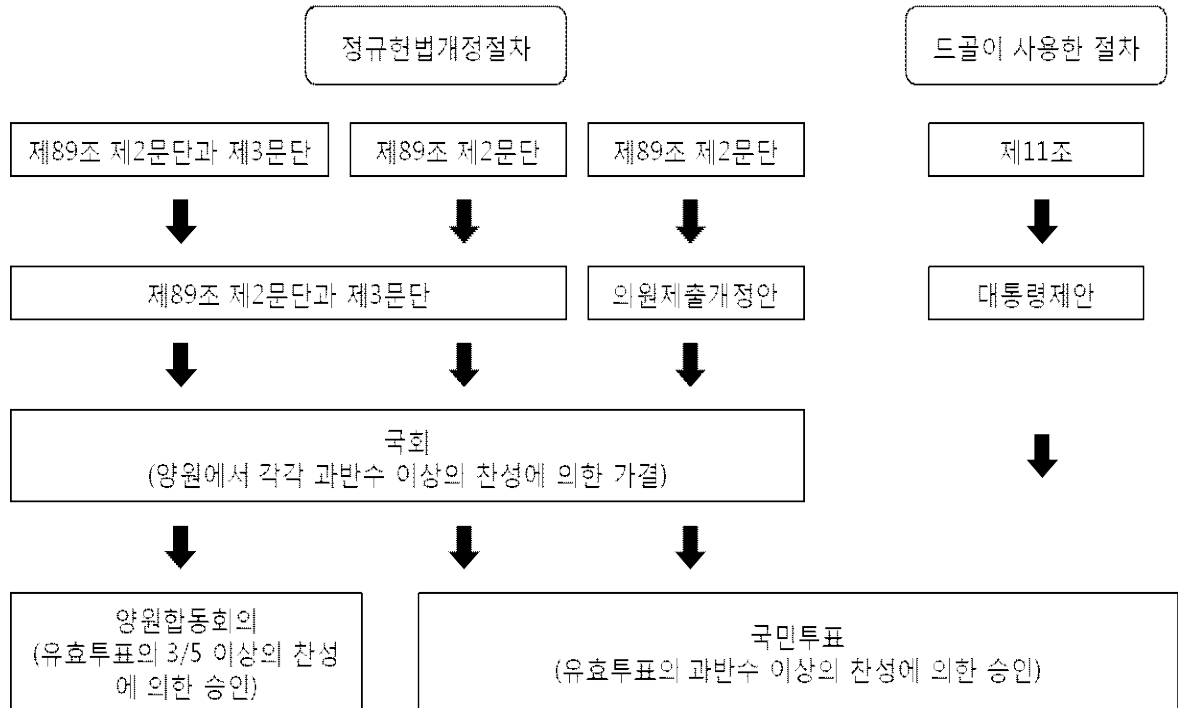 정규헌법개정절차
드골이 사용한 절차
제89조 제2문단과 제3문단
제89조 제2문단
제89조 제2문단
제11조
제89조 제2문단과 제3문단
의원제출개정안
대통령제안
국회
(양원에서 각각 과반수 이상의 찬성에 의한 가결)
양원합동회의
(유효투표의 3/5 이상의 찬성
에 의한 승인)
국민투표
(유효투표의 과반수 이상의 찬성에 의한 승인)